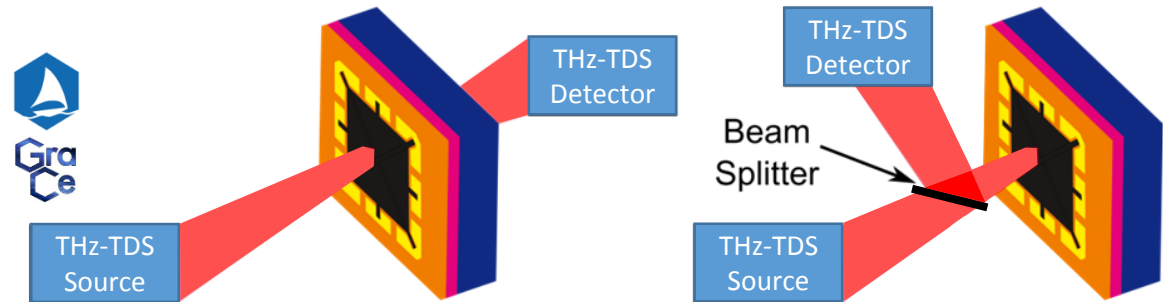 Gra
Ce
THz-TDS
Source
THz-TDS
Detector
THz-TDS
Detector
Beam
Splitter
THz-TDS
Source